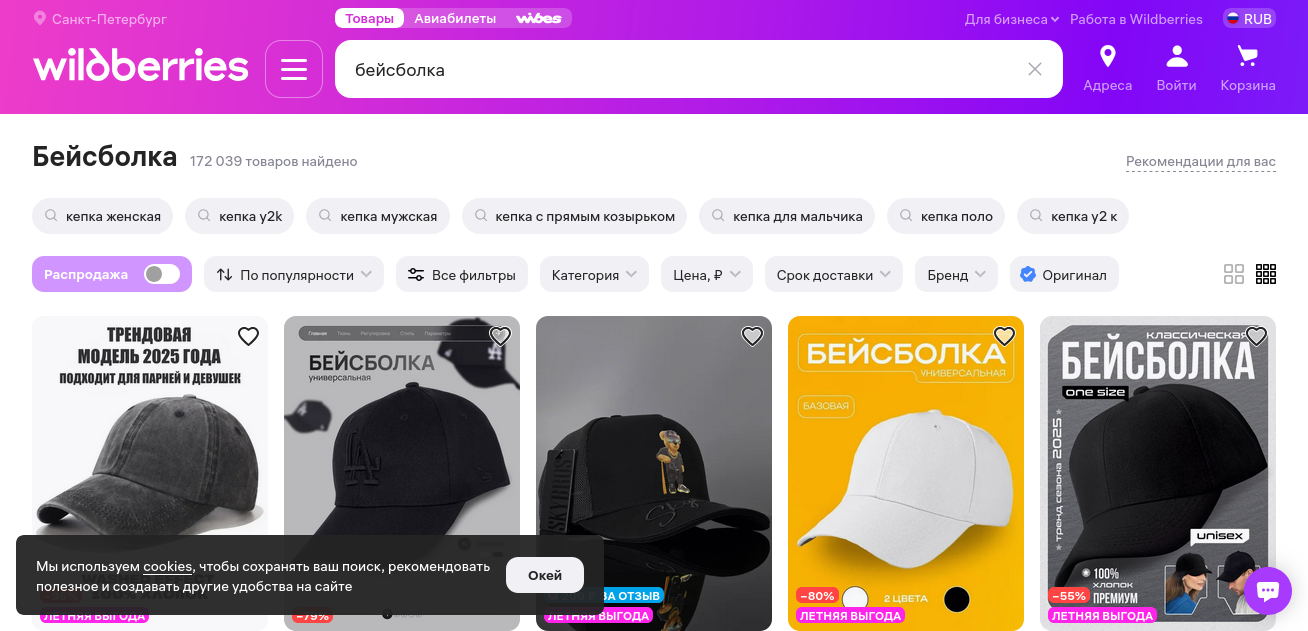 Санкт-Петербург
Товары Авиабилеты wibes
Для бизнеса Работа в Wildberries RUB
wildberries
бейсболка
Адреса Войти Корзина
Бейсболка 172 039 товаров найдено
Рекомендации для вас
кепка женская кепка y2k кепка мужская кепка с прямым козырьком кепка для мальчика кепка поло кепка у2 к
Распродажа По популярности Все фильтры Категория Цена, ₽ Срок доставки Бренд Оригинал
ТРЕНДОВАЯ
МОДЕЛЬ 2025 ГОДА
ПОДХОДИТ ДЛЯ ПАРНЕЙ И ДЕВУШЕК
ЛЕТНЯЯ ВЫГОДА
Главная Ткань Регулировка Стиль Параметры
БЕЙСБОЛКА
универсальная
−79%
ЗА ОТЗЫВ
ЛЕТНЯЯ ВЫГОДА
БЕЙСБОЛКА
УНИВЕРСАЛЬНАЯ
БАЗОВАЯ
−80%
2 ЦВЕТА
ЛЕТНЯЯ ВЫГОДА
классическая
БЕЙСБОЛКА
one size
тренд сезона 2025
unisex
100%
ХЛОПОК
ПРЕМИУМ
−55%
ЛЕТНЯЯ ВЫГОДА
Мы используем cookies, чтобы сохранять ваш поиск, рекомендовать
полезное и создавать другие удобства на сайте
Окей